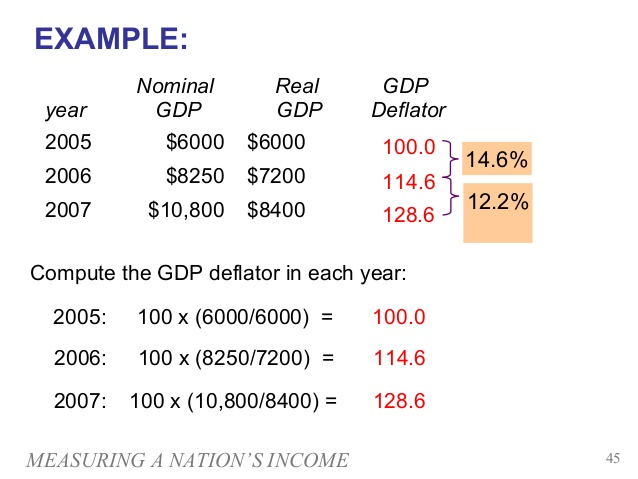 EXAMPLE:
Nominal Real GDP
year GDP GDP Deflator
2005 $6000 $6000 100.0
14.6%
2006 $8250 $7200 114.6
12.2%
2007 $10,800 $8400 128.6
Compute the GDP deflator in each year:
2005: 100 x (6000/6000) = 100.0
2006: 100 x (8250/7200) = 114.6
2007: 100 x (10,800/8400) = 128.6
MEASURING A NATION’S INCOME 45